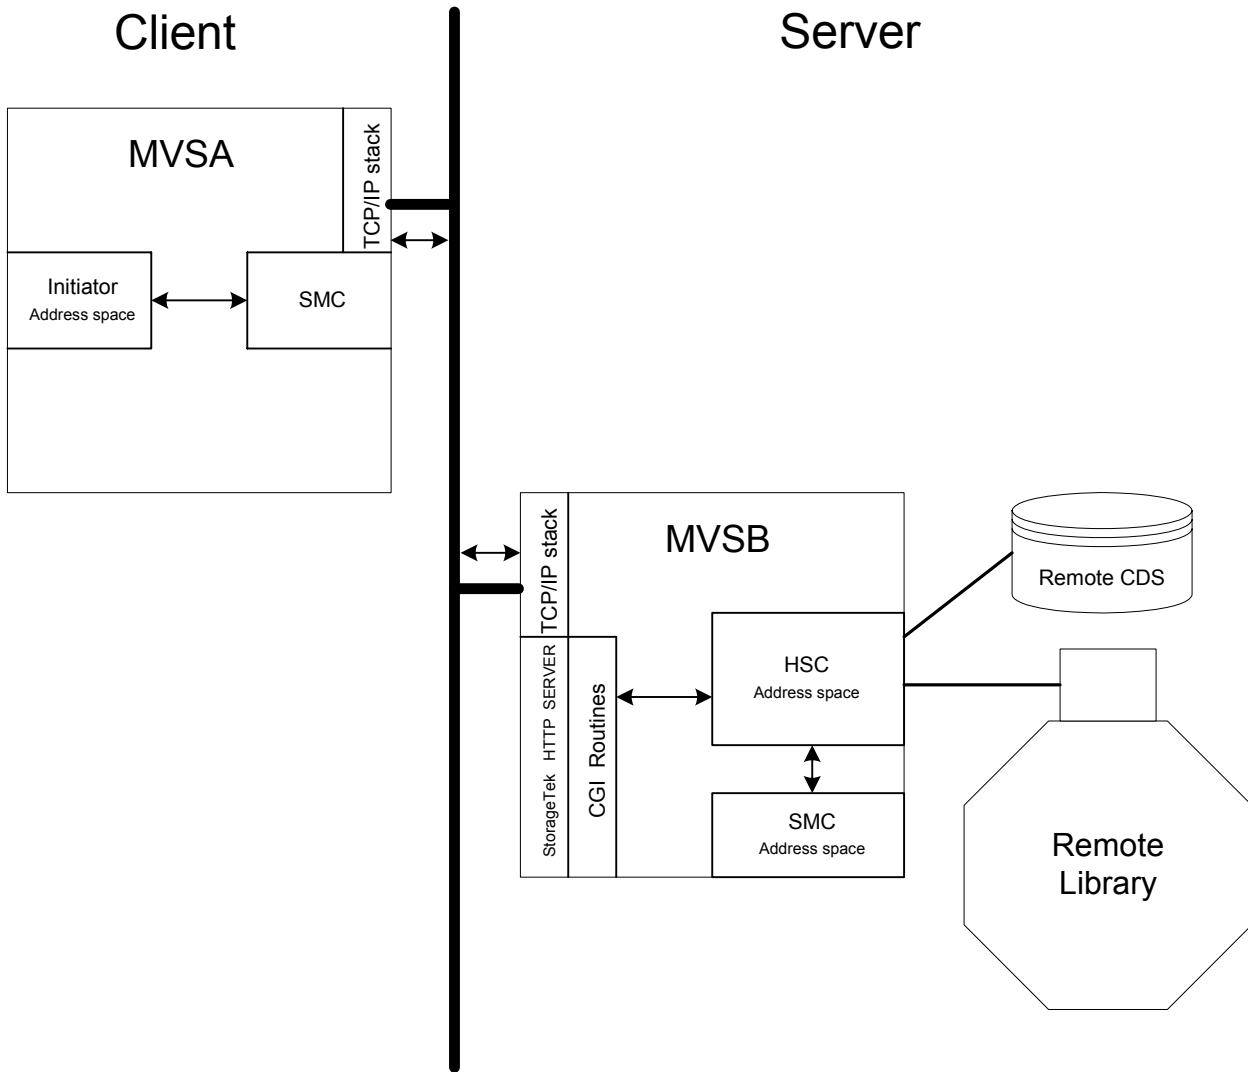 Client
Server
MVSA
TCP/IP stack
Initiator
Address space
SMC
TCP/IP stack
MVSB
Remote CDS
HSC
Address space
StorageTek HTTP SERVER
CGI Routines
SMC
Address space
Remote
Library